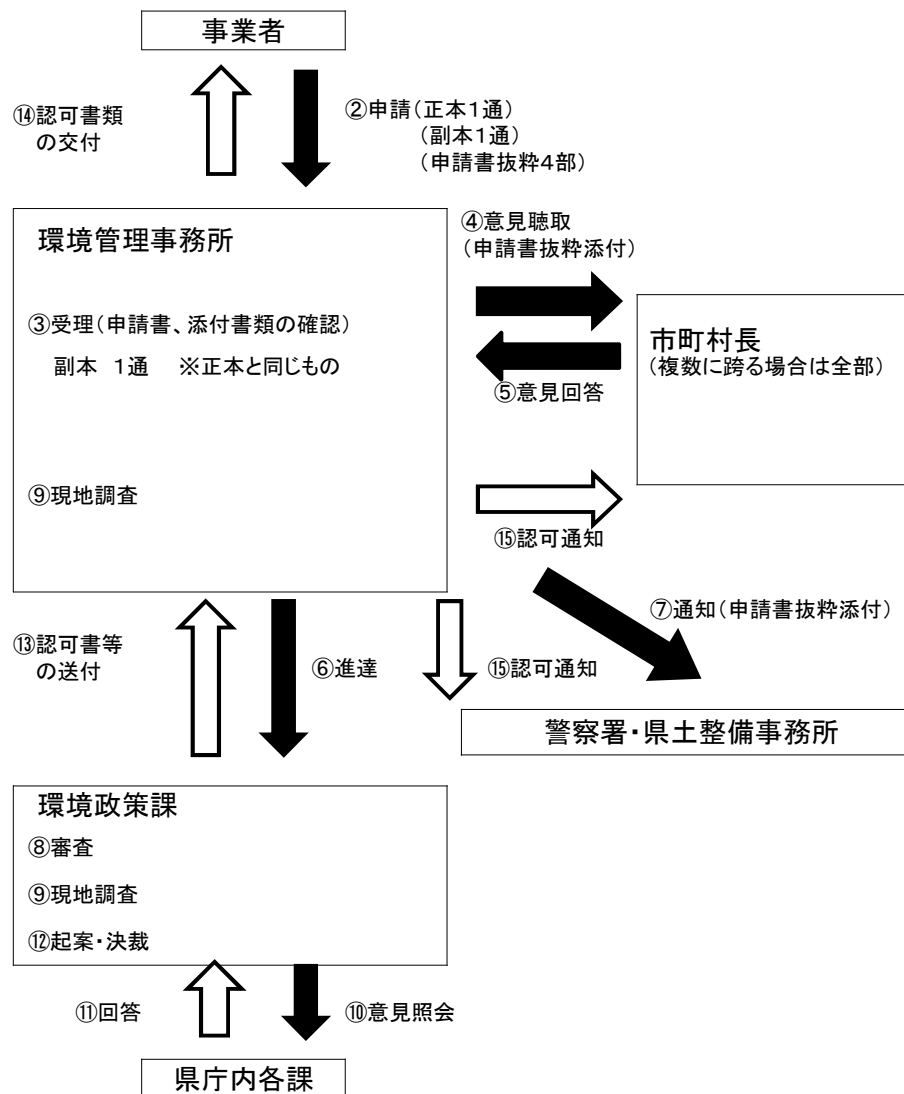 事業者
⑭認可書類
の交付
②申請(正本1通)
(副本1通)
(申請書抜粋4部)
環境管理事務所
④意見聴取
(申請書抜粋添付)
③受理(申請書、添付書類の確認)
副本 1通 ※正本と同じもの
市町村長
(複数に跨る場合は全部)
⑤意見回答
⑨現地調査
⑮認可通知
⑦通知(申請書抜粋添付)
⑬認可書等
の送付
⑥進達
⑮認可通知
警察署・県土整備事務所
環境政策課
⑧審査
⑨現地調査
⑫起案・決裁
⑪回答
⑩意見照会
県庁内各課